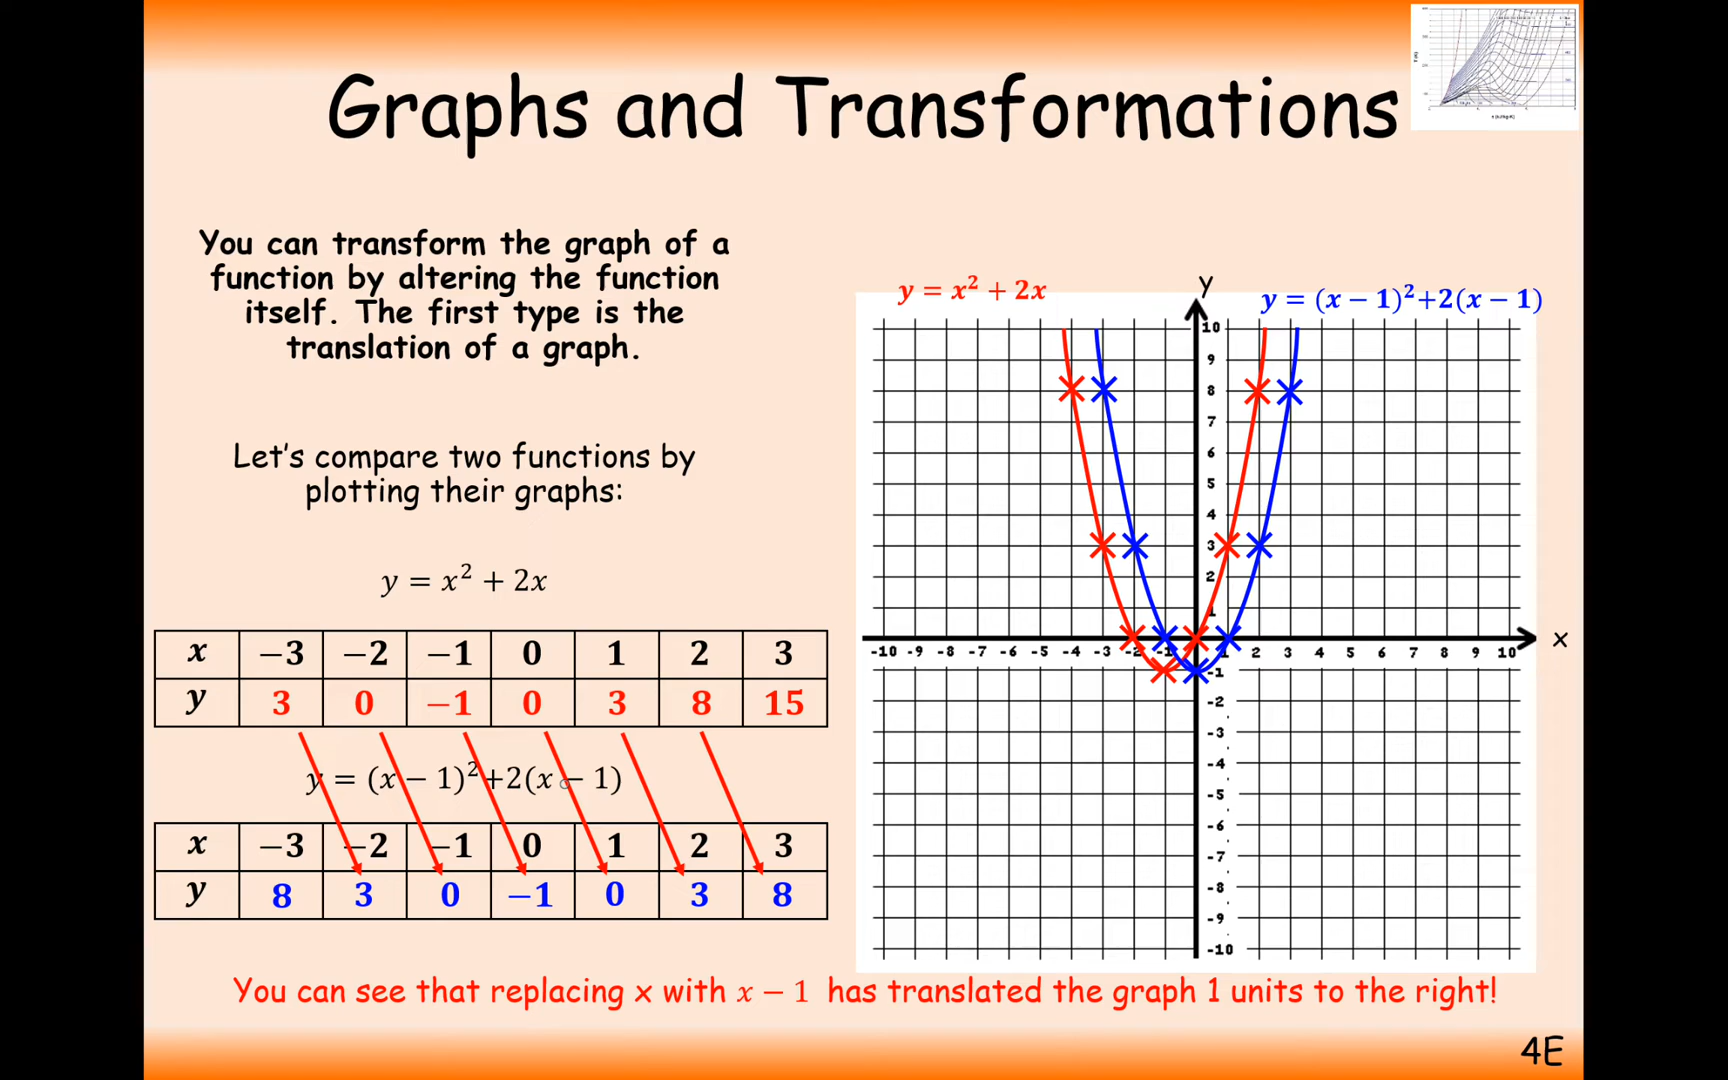 Graphs and Transformations
You can transform the graph of a
function by altering the function
itself. The first type is the
translation of a graph.
Let's compare two functions by
plotting their graphs:
y = x² + 2x
x −3 −2 −1 0 1 2 3
y 3 0 −1 0 3 8 15
y = (x − 1)²+2(x − 1)
x −3 −2 −1 0 1 2 3
y 8 3 0 −1 0 3 8
y = x² + 2x
y
y = (x − 1)²+2(x − 1)
10
9
8
7
6
5
4
3
2
1
-10 -9 -8 -7 -6 -5 -4 -3 -2 -1 1 2 3 4 5 6 7 8 9 10
x
-1
-2
-3
-4
-5
-6
-7
-8
-9
-10
You can see that replacing x with x − 1 has translated the graph 1 units to the right!
4E